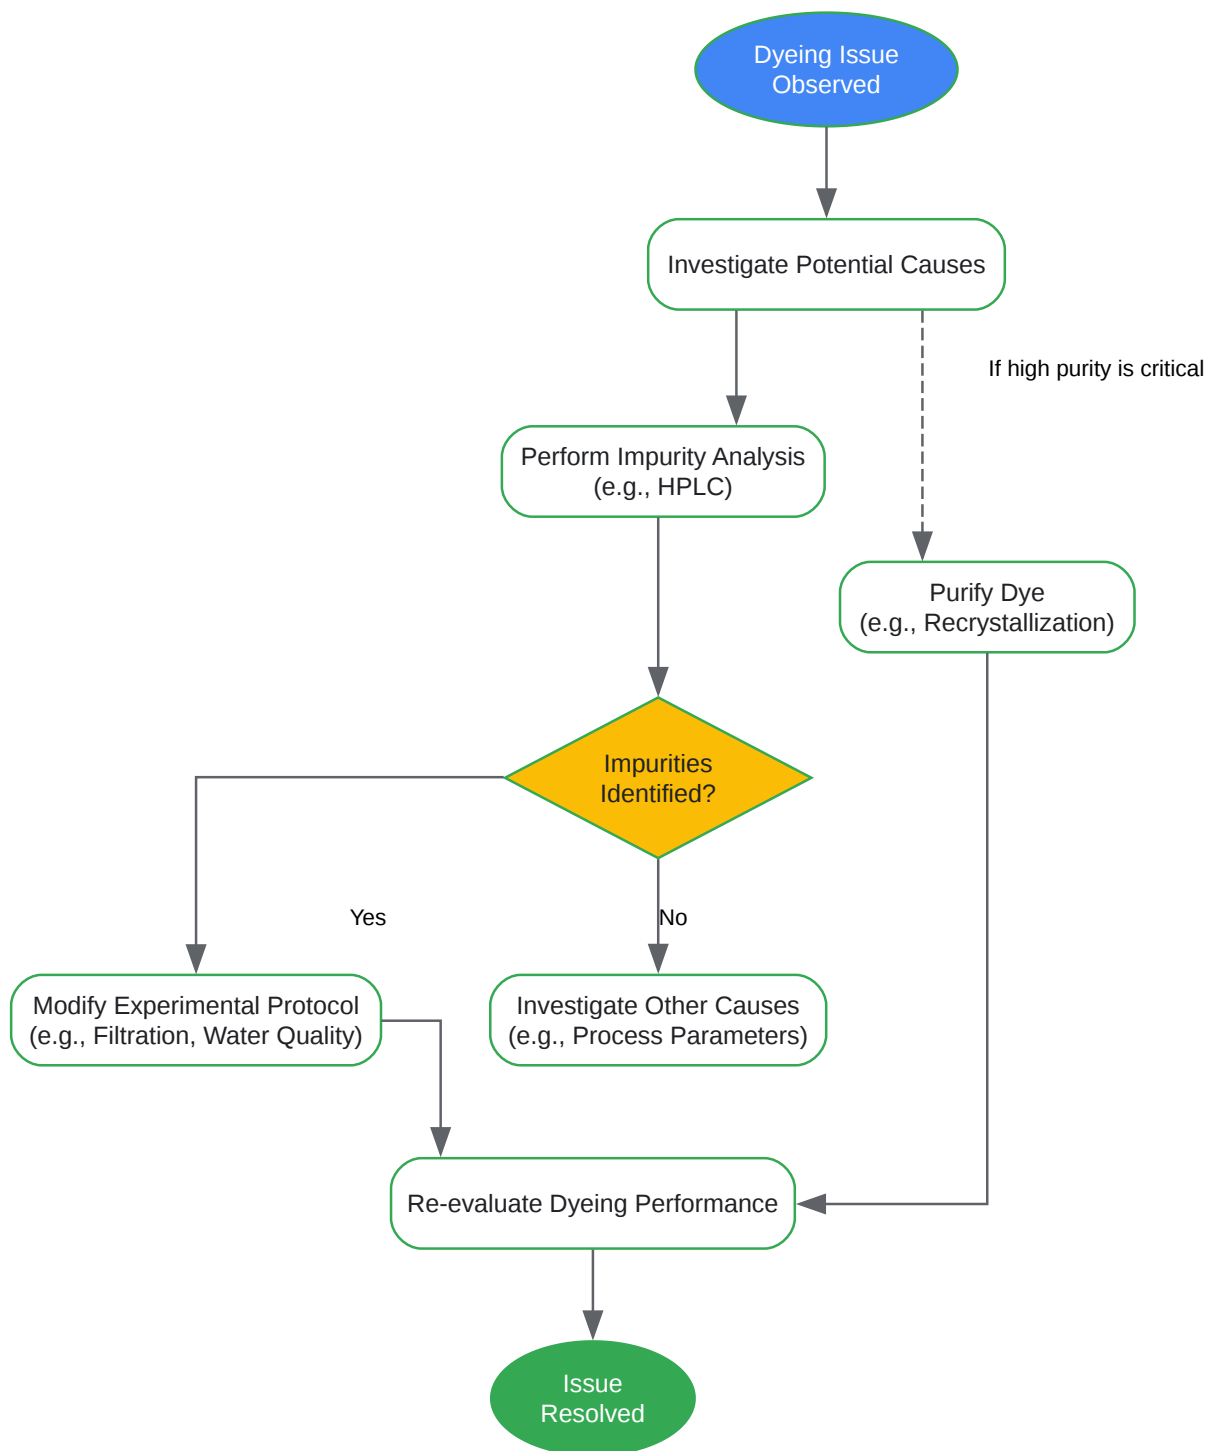 Dyeing Issue
Observed
Investigate Potential Causes
If high purity is critical
Perform Impurity Analysis
(e.g., HPLC)
Purify Dye
(e.g., Recrystallization)
Impurities
Identified?
Yes
No
Modify Experimental Protocol
(e.g., Filtration, Water Quality)
Investigate Other Causes
(e.g., Process Parameters)
Re-evaluate Dyeing Performance
Issue
Resolved